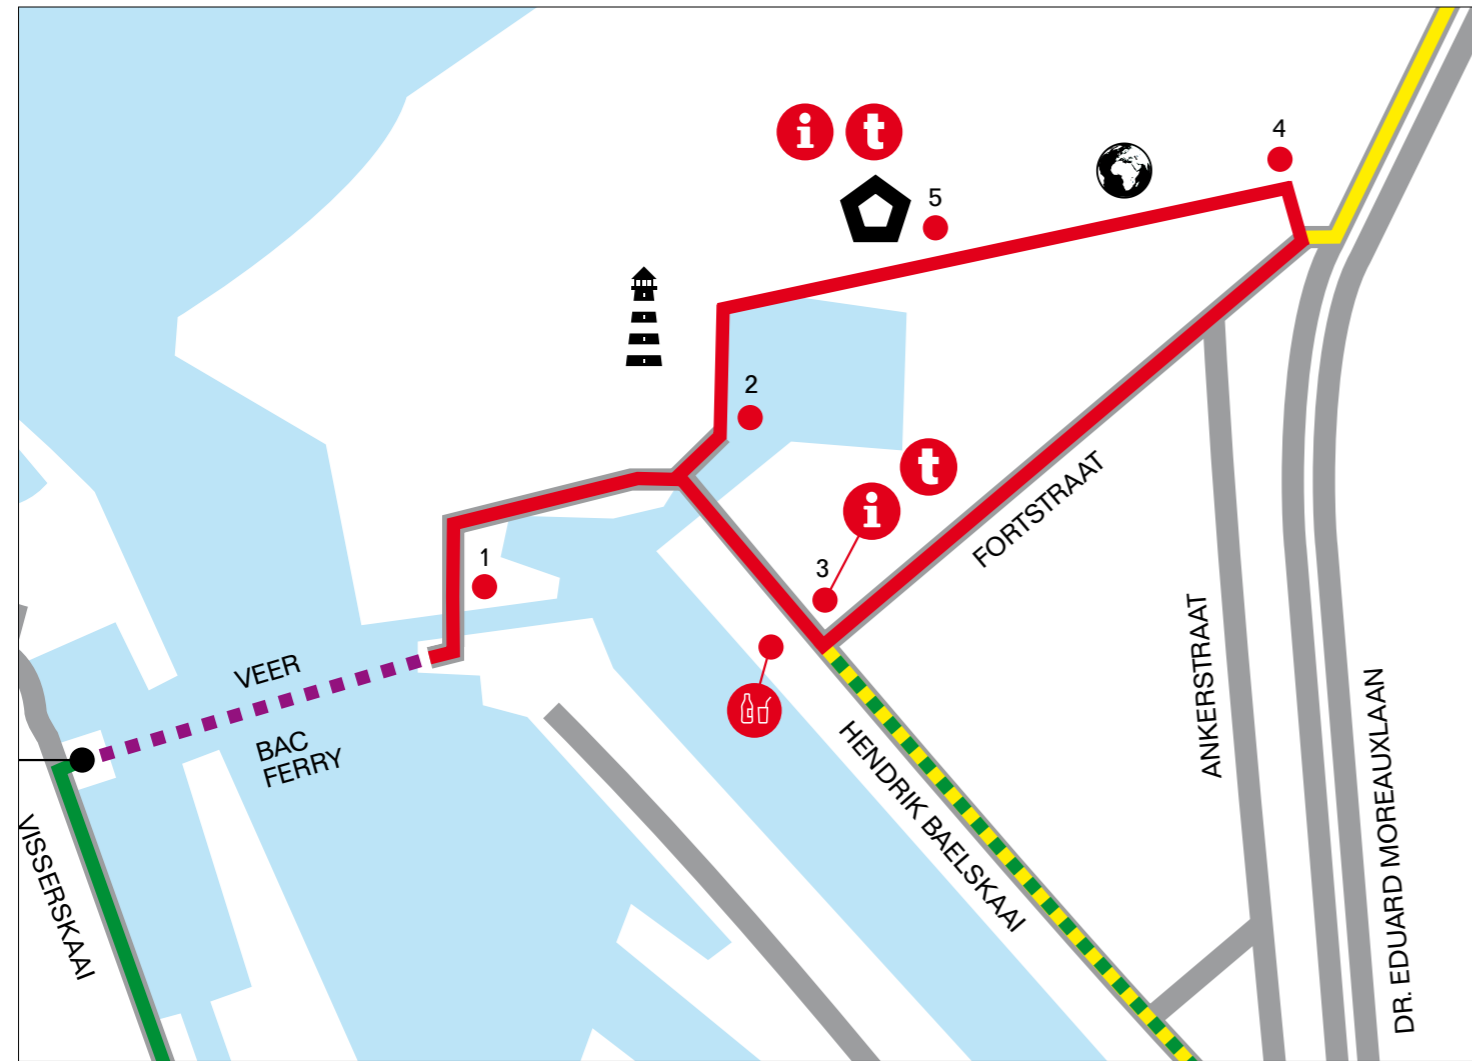 i
t
4
5
2
t
i
3
1
FORTSTRAAT
VEER
BAC
FERRY
HENDRIK BAELSKAAI
ANKERSTRAAT
DR. EDUARD MOREAUXLAAN
VISSERSKAAI